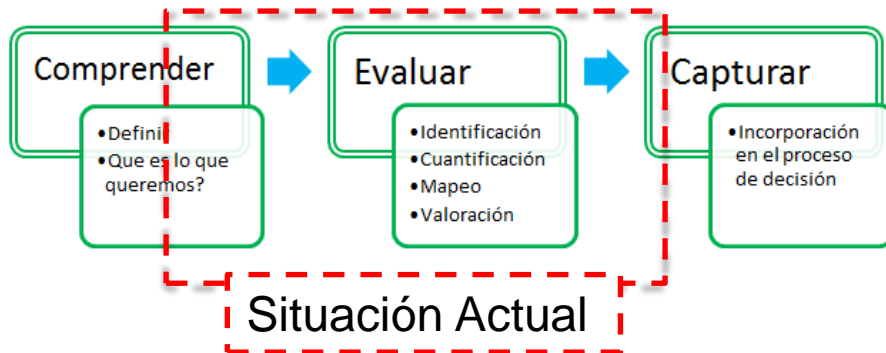 Comprender
•Definir
•Que es lo que
queremos?
Evaluar
•Identificación
•Cuantificación
•Mapeo
•Valoración
Capturar
•Incorporación
en el proceso
de decisión
Situación Actual